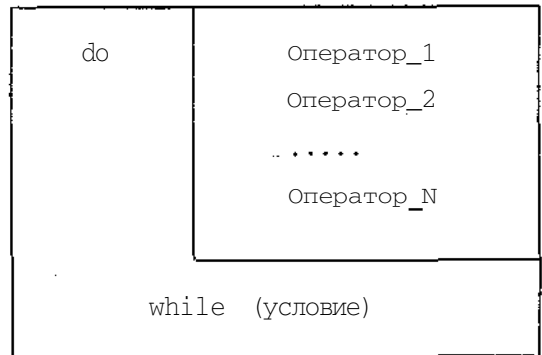 do Оператор_1
Оператор_2
.....
Оператор_N
while (условие)